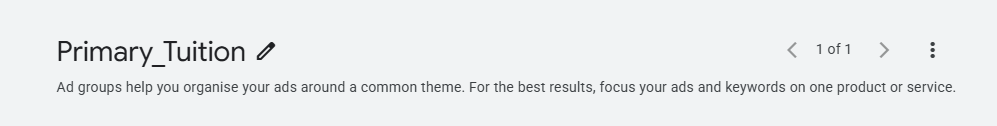 Primary_Tuition
1 of 1
Ad groups help you organise your ads around a common theme. For the best results, focus your ads and keywords on one product or service.